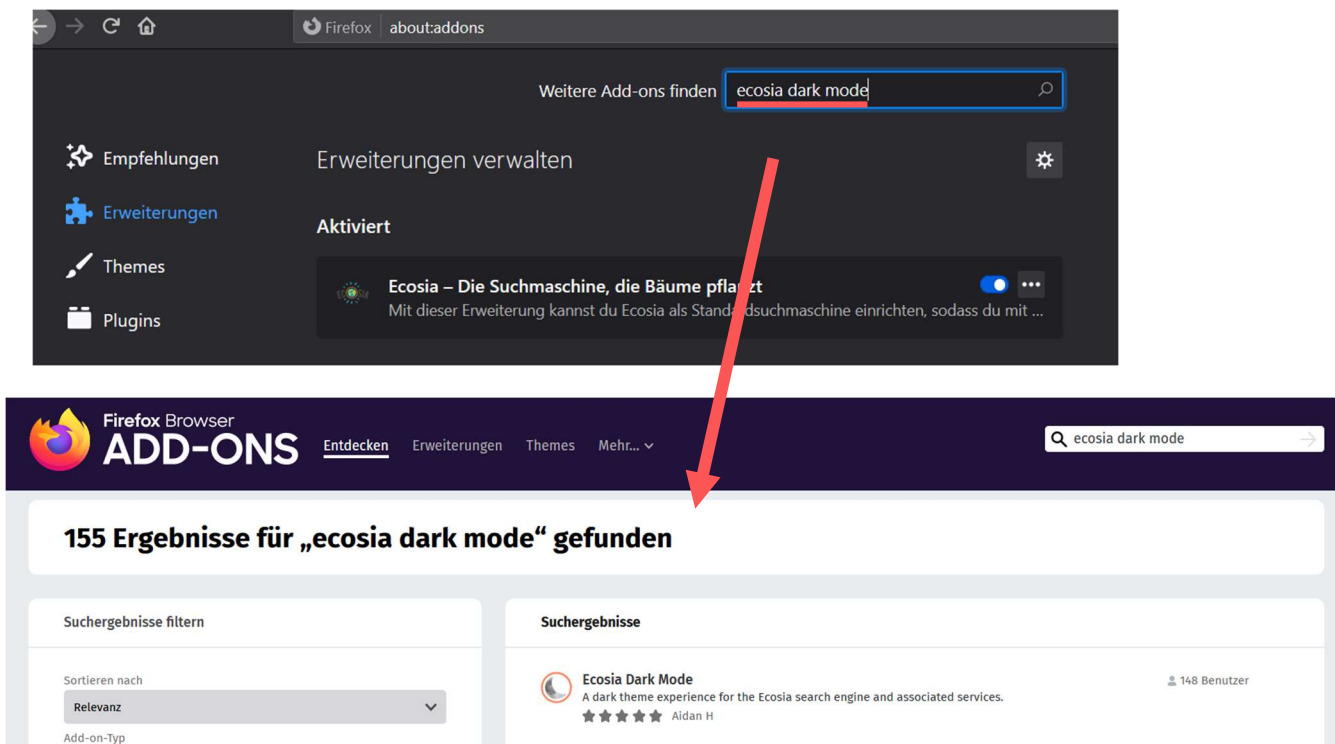 Firefox about:addons
Weitere Add-ons finden ecosia dark mode
Empfehlungen
Erweiterungen
Themes
Plugins
Erweiterungen verwalten
Aktiviert
Ecosia – Die Suchmaschine, die Bäume pflanzt
Mit dieser Erweiterung kannst du Ecosia als Standardsuchmaschine einrichten, sodass du mit ...
Firefox Browser
ADD-ONS
Entdecken Erweiterungen Themes Mehr...
ecosia dark mode
155 Ergebnisse für „ecosia dark mode“ gefunden
Suchergebnisse filtern
Sortieren nach
Relevanz
Add-on-Typ
Suchergebnisse
Ecosia Dark Mode
148 Benutzer
A dark theme experience for the Ecosia search engine and associated services.
Aidan H